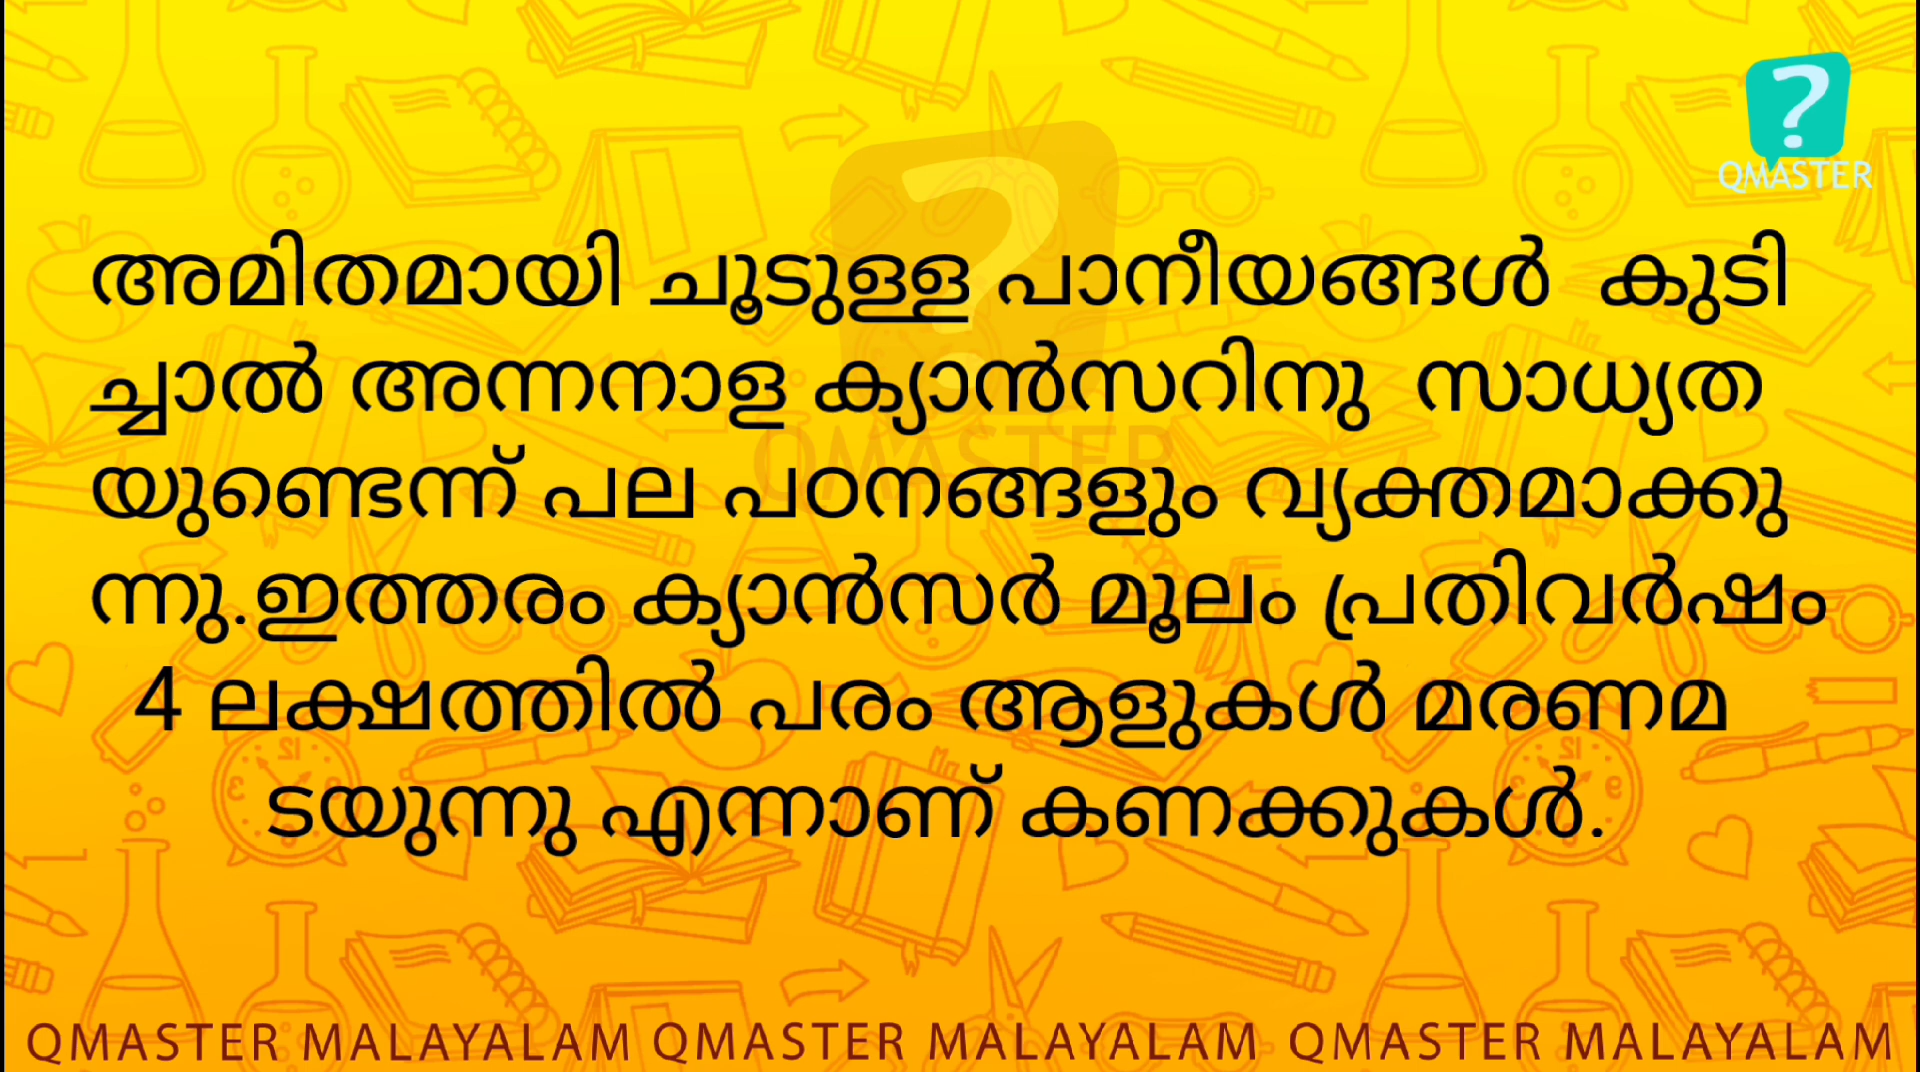 QMASTER
അമിതമായി ചൂടുള്ള പാനീയങ്ങൾ കുടി
ച്ചാൽ അന്നനാള ക്യാൻസറിനു സാധ്യത
യുണ്ടെന്ന് പല പഠനങ്ങളും വ്യക്തമാക്കു
ന്നു.ഇത്തരം ക്യാൻസർ മൂലം പ്രതിവർഷം
4 ലക്ഷത്തിൽ പരം ആളുകൾ മരണമ
ടയുന്നു എന്നാണ് കണക്കുകൾ.
QMASTER
QMASTER MALAYALAM QMASTER MALAYALAM QMASTER MALAYALAM